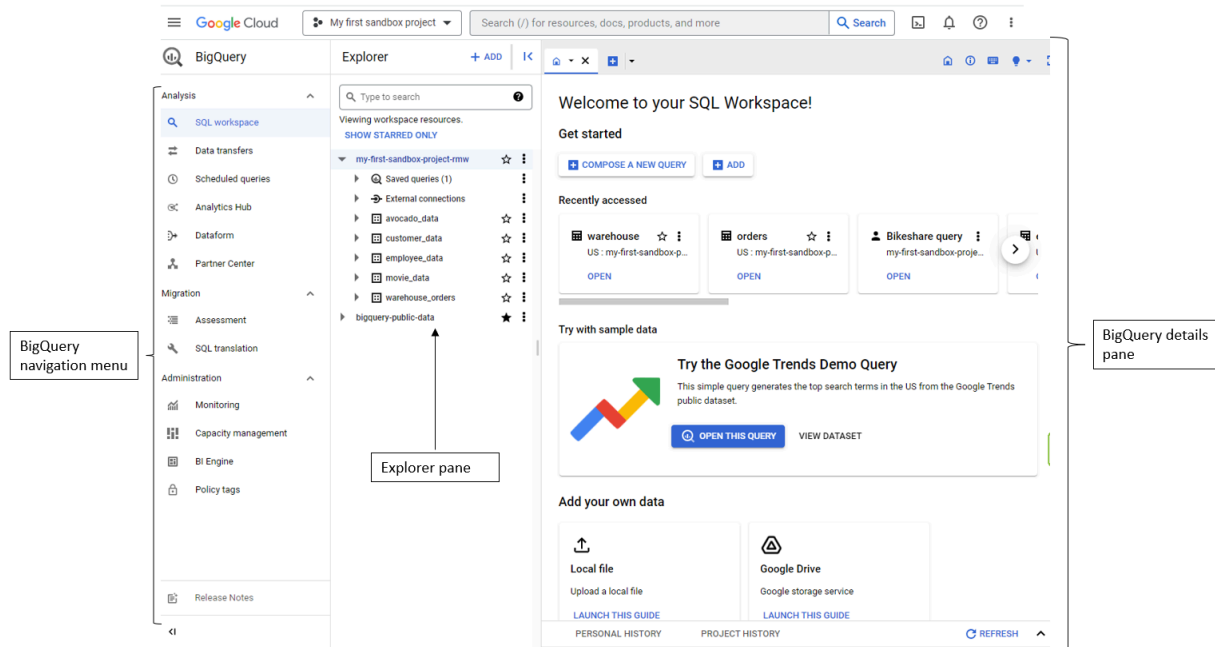 Google Cloud
My first sandbox project
Search (/) for resources, docs, products, and more
Search
BigQuery
Analysis
SQL workspace
Data transfers
Scheduled queries
Analytics Hub
Dataform
Partner Center
Migration
Assessment
SQL translation
Administration
Monitoring
Capacity management
BI Engine
Policy tags
Release Notes
BigQuery
navigation menu
Explorer
+ ADD
Type to search
Viewing workspace resources.
SHOW STARRED ONLY
my-first-sandbox-project-rmw
Saved queries (1)
External connections
avocado_data
customer_data
employee_data
movie_data
warehouse_orders
bigquery-public-data
Explorer pane
Welcome to your SQL Workspace!
Get started
COMPOSE A NEW QUERY
ADD
Recently accessed
warehouse
US : my-first-sandbox-p...
OPEN
orders
US : my-first-sandbox-p...
OPEN
Bikeshare query
my-first-sandbox-proje...
OPEN
Try with sample data
Try the Google Trends Demo Query
This simple query generates the top search terms in the US from the Google Trends
public dataset.
OPEN THIS QUERY
VIEW DATASET
Add your own data
Local file
Upload a local file
LAUNCH THIS GUIDE
Google Drive
Google storage service
LAUNCH THIS GUIDE
PERSONAL HISTORY
PROJECT HISTORY
REFRESH
BigQuery details
pane